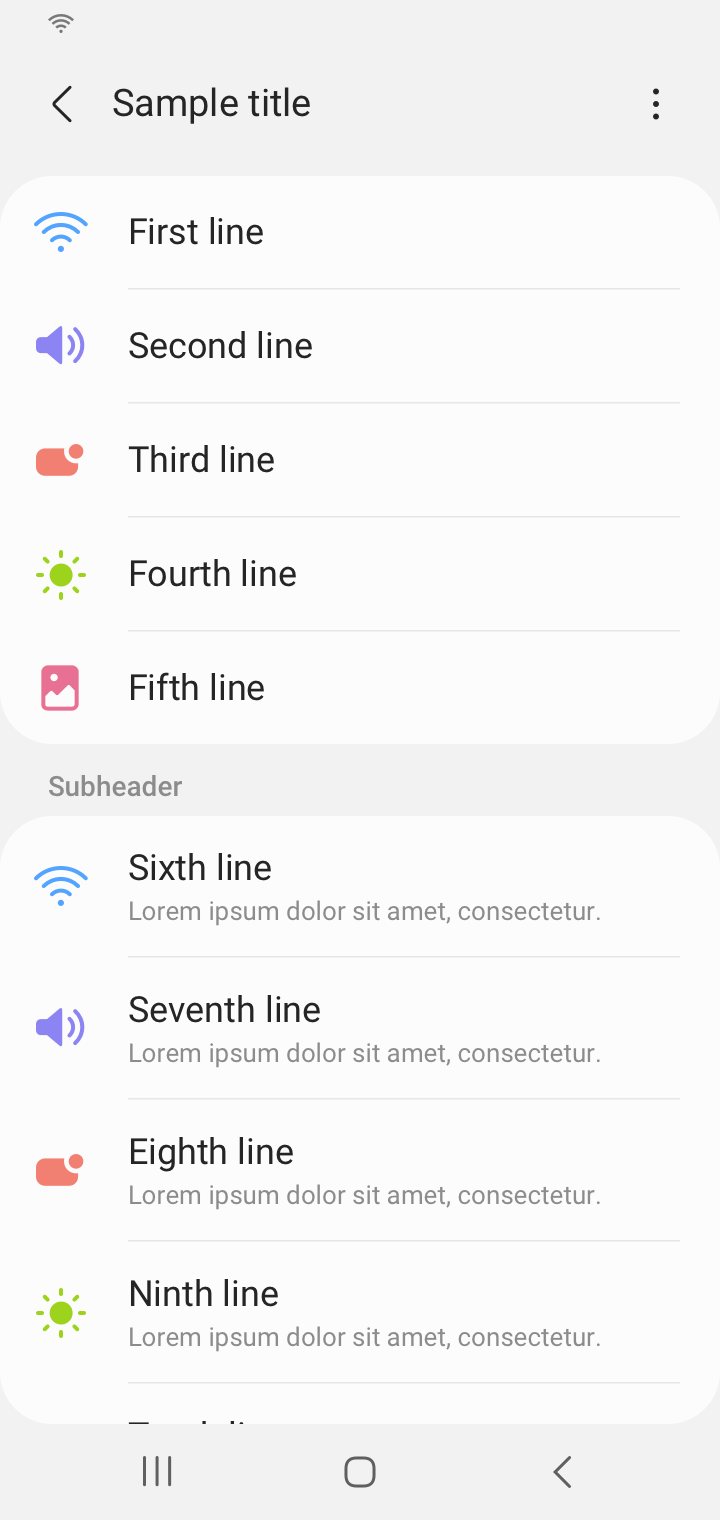 Sample title
First line
Second line
Third line
Fourth line
Fifth line
Subheader
Sixth line
Lorem ipsum dolor sit amet, consectetur.
Seventh line
Lorem ipsum dolor sit amet, consectetur.
Eighth line
Lorem ipsum dolor sit amet, consectetur.
Ninth line
Lorem ipsum dolor sit amet, consectetur.